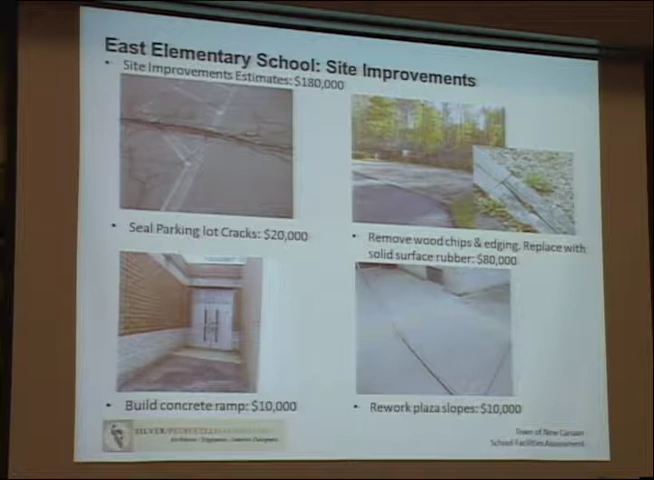 East Elementary School: Site Improvements
• Site Improvements Estimates: $180,000
• Seal Parking lot Cracks: $20,000
• Remove wood chips & edging. Replace with
solid surface rubber: $80,000
• Build concrete ramp: $10,000
• Rework plaza slopes: $10,000
SILVER/PETRUCELLI
Town of New Canaan
School Facilities Assessment